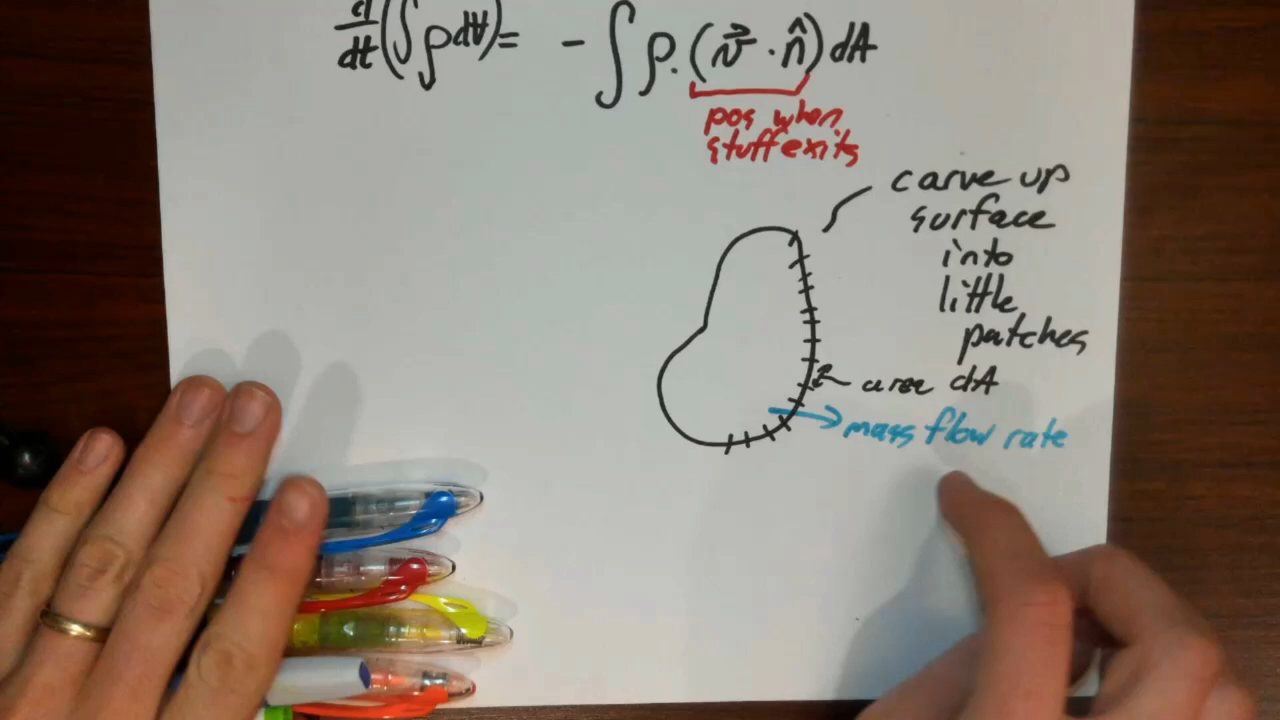 d/dt(∫ρdV)= -∫ρ.(v⃗·n̂)dA
pos when
stuff exits
carve up
surface
into
little
patches
area dA
mass flow rate